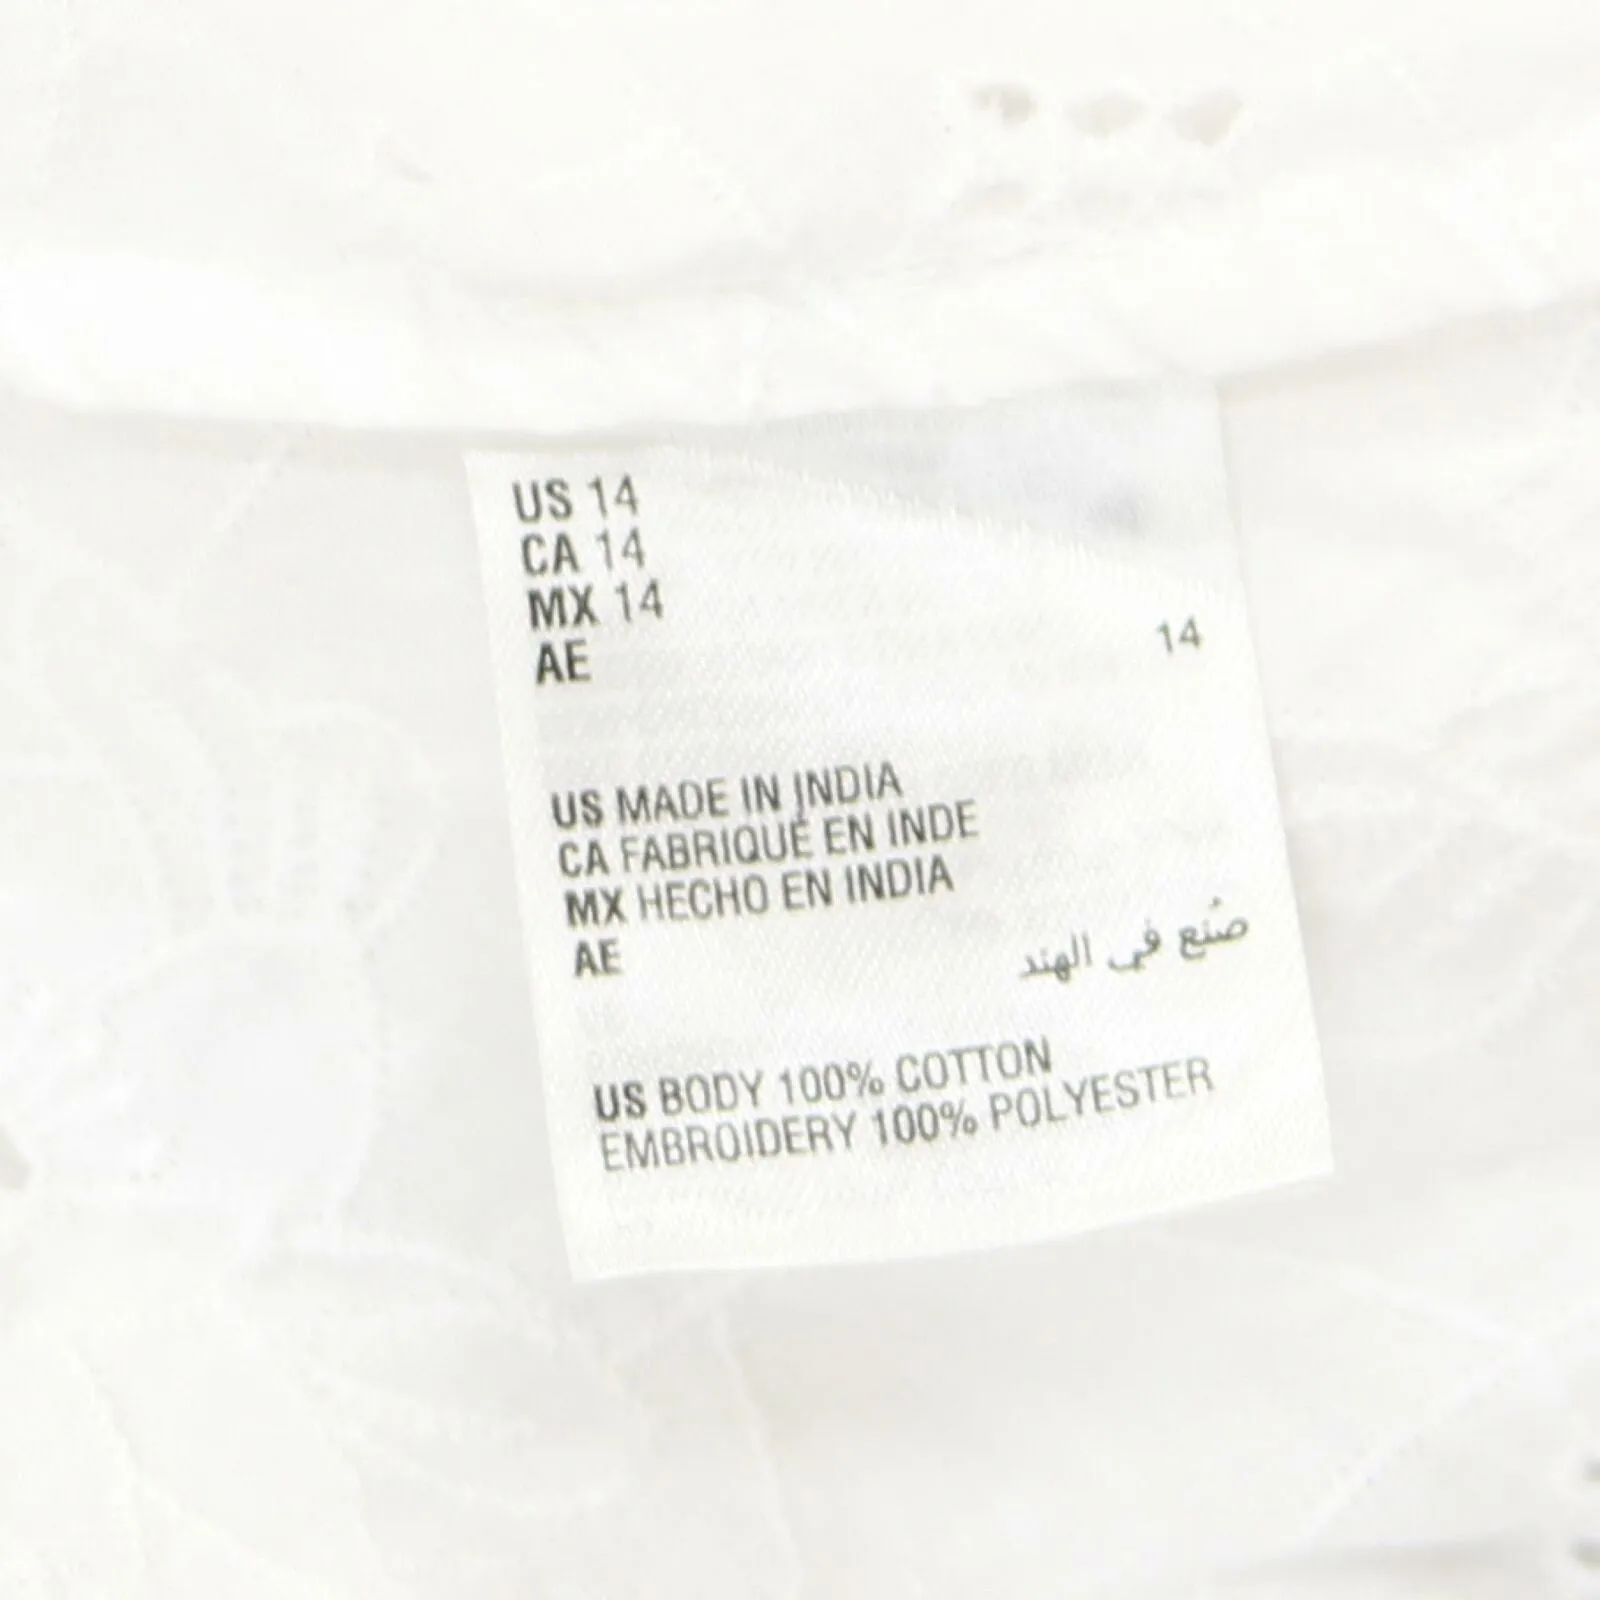 US 14
CA 14
MX 14
AE 14
US MADE IN INDIA
CA FABRIQUÉ EN INDE
MX HECHO EN INDIA
AE صُنع في الهند
US BODY 100% COTTON
EMBROIDERY 100% POLYESTER